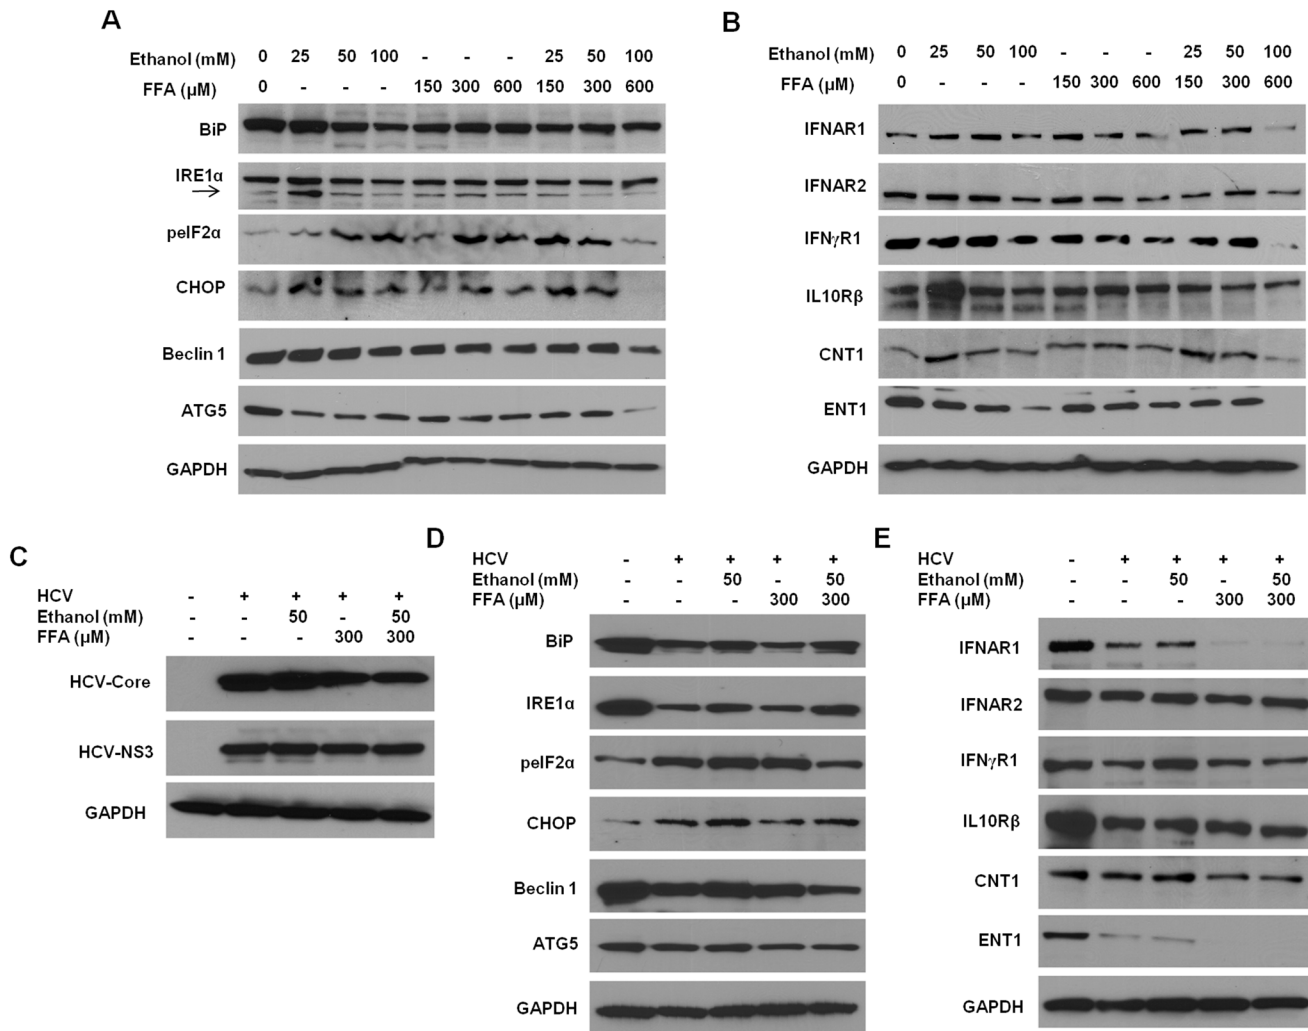 A
Ethanol (mM) 0 25 50 100 - - - 25 50 100
FFA (µM) 0 - - - 150 300 600 150 300 600
BiP
IRE1α
peIF2α
CHOP
Beclin 1
ATG5
GAPDH
B
Ethanol (mM) 0 25 50 100 - - - 25 50 100
FFA (µM) 0 - - - 150 300 600 150 300 600
IFNAR1
IFNAR2
IFNγR1
IL10Rβ
CNT1
ENT1
GAPDH
C
HCV - + + + +
Ethanol (mM) - - 50 - 50
FFA (µM) - - - 300 300
HCV-Core
HCV-NS3
GAPDH
D
HCV - + + + +
Ethanol (mM) - - 50 - 50
FFA (µM) - - - 300 300
BiP
IRE1α
peIF2α
CHOP
Beclin 1
ATG5
GAPDH
E
HCV - + + + +
Ethanol (mM) - - 50 - 50
FFA (µM) - - - 300 300
IFNAR1
IFNAR2
IFNγR1
IL10Rβ
CNT1
ENT1
GAPDH